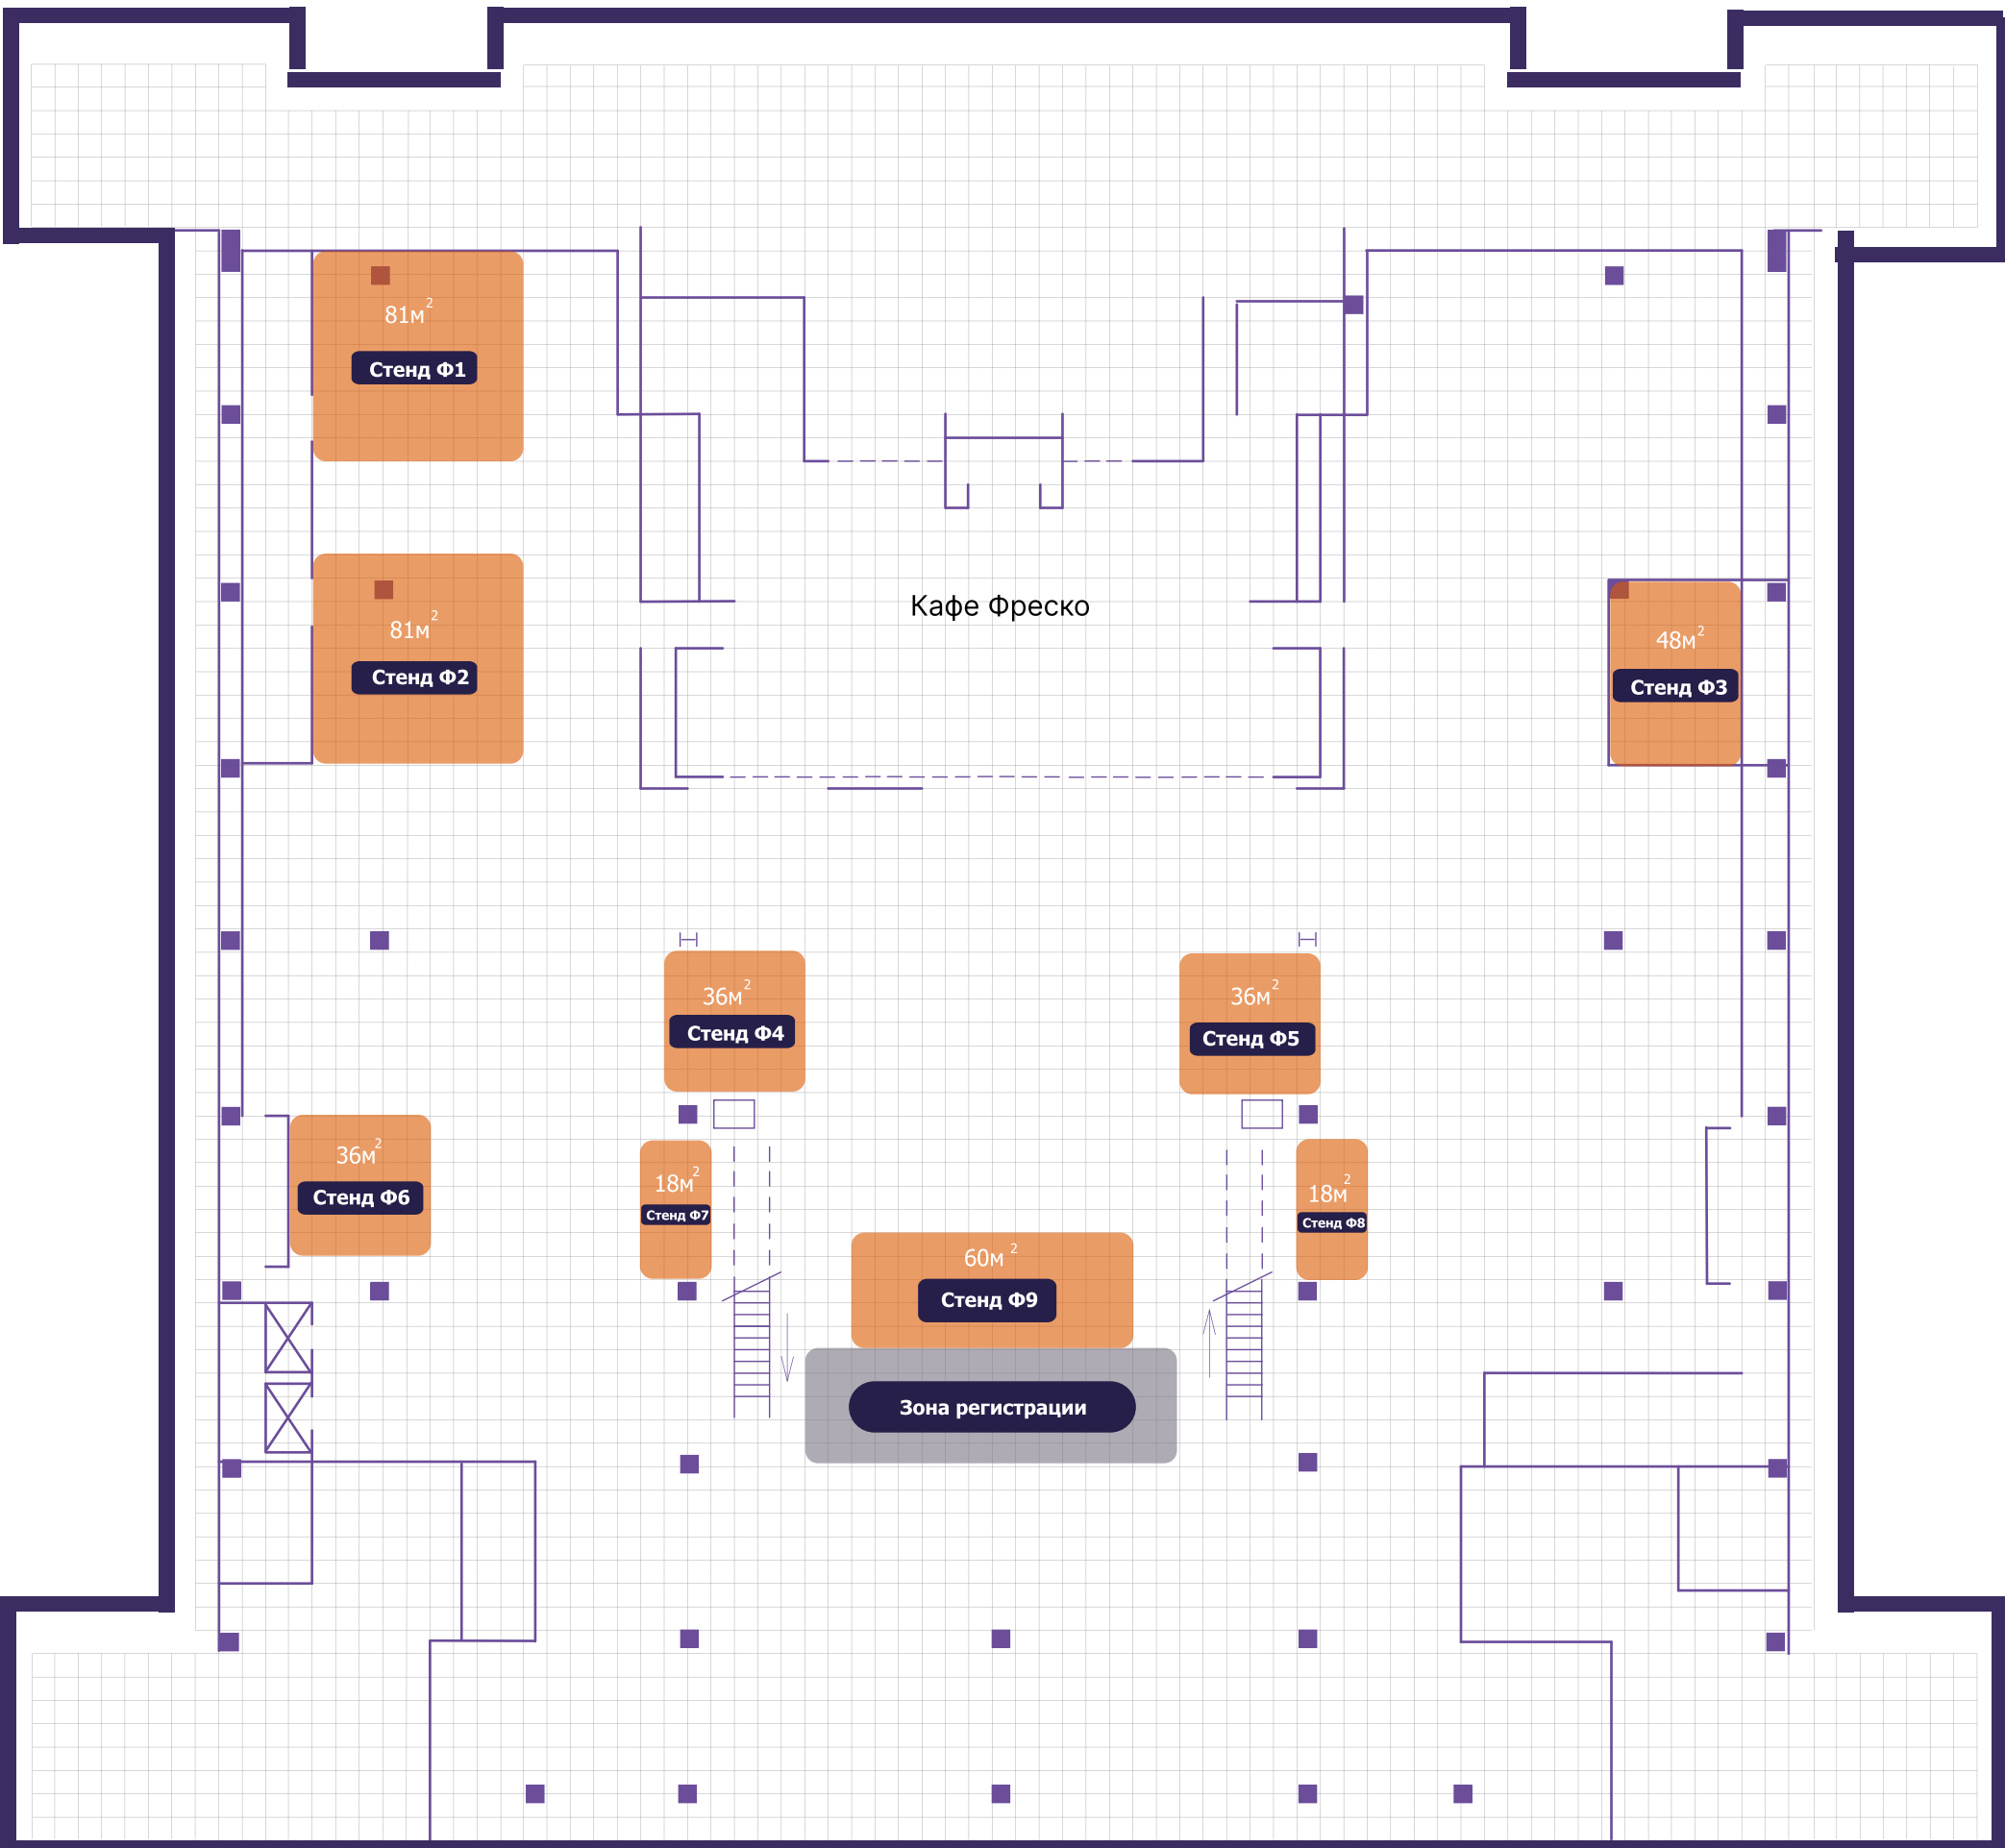 81м²
Стенд Ф1
81м²
Стенд Ф2
Кафе Фреско
48м²
Стенд Ф3
36м²
Стенд Ф4
36м²
Стенд Ф5
36м²
Стенд Ф6
18м²
Стенд Ф7
18м²
Стенд Ф8
60м²
Стенд Ф9
Зона регистрации